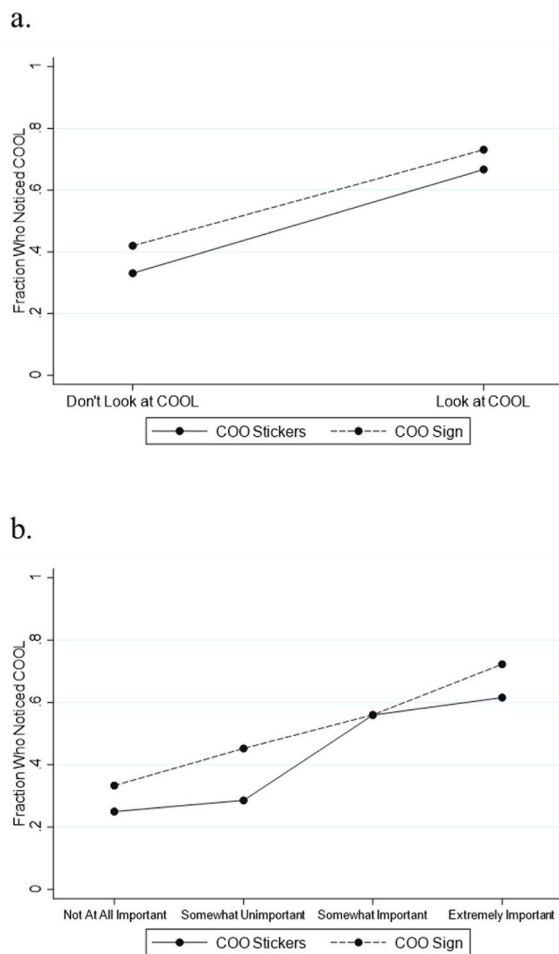 a.
Fraction Who Noticed COOL
1
.8
.6
.4
.2
0
Don't Look at COOL Look at COOL
COO Stickers COO Sign
b.
Fraction Who Noticed COOL
1
.8
.6
.4
.2
0
Not At All Important Somewhat Unimportant Somewhat Important Extremely Important
COO Stickers COO Sign